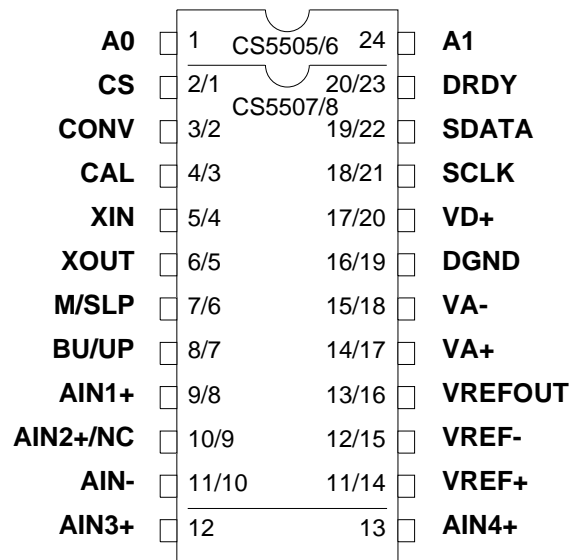 A0 1 CS5505/6 24 A1
CS 2/1 20/23 DRDY
CS5507/8
CONV 3/2 19/22 SDATA
CAL 4/3 18/21 SCLK
XIN 5/4 17/20 VD+
XOUT 6/5 16/19 DGND
M/SLP 7/6 15/18 VA-
BU/UP 8/7 14/17 VA+
AIN1+ 9/8 13/16 VREFOUT
AIN2+/NC 10/9 12/15 VREF-
AIN- 11/10 11/14 VREF+
AIN3+ 12 13 AIN4+